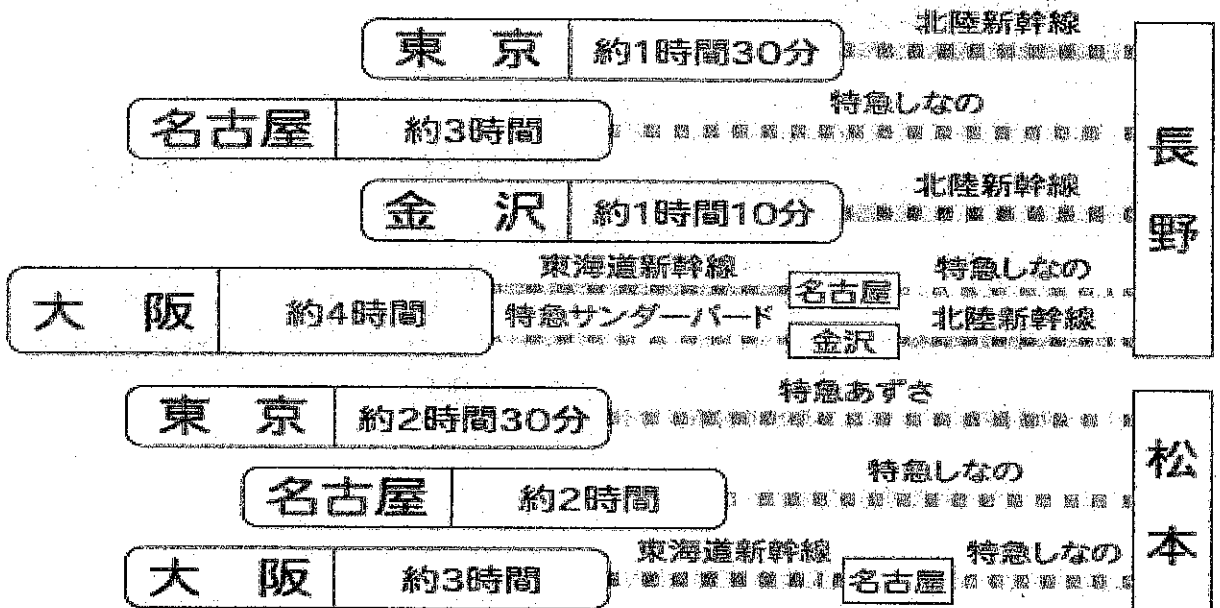 北陸新幹線
東京 約1時間30分
特急しなの
名古屋 約3時間
北陸新幹線
金沢 約1時間10分
長野
東海道新幹線 名古屋 特急しなの
大阪 約4時間
特急サンダーバード 金沢 北陸新幹線
特急あずさ
東京 約2時間30分
特急しなの
名古屋 約2時間
東海道新幹線 名古屋 特急しなの
大阪 約3時間
松本